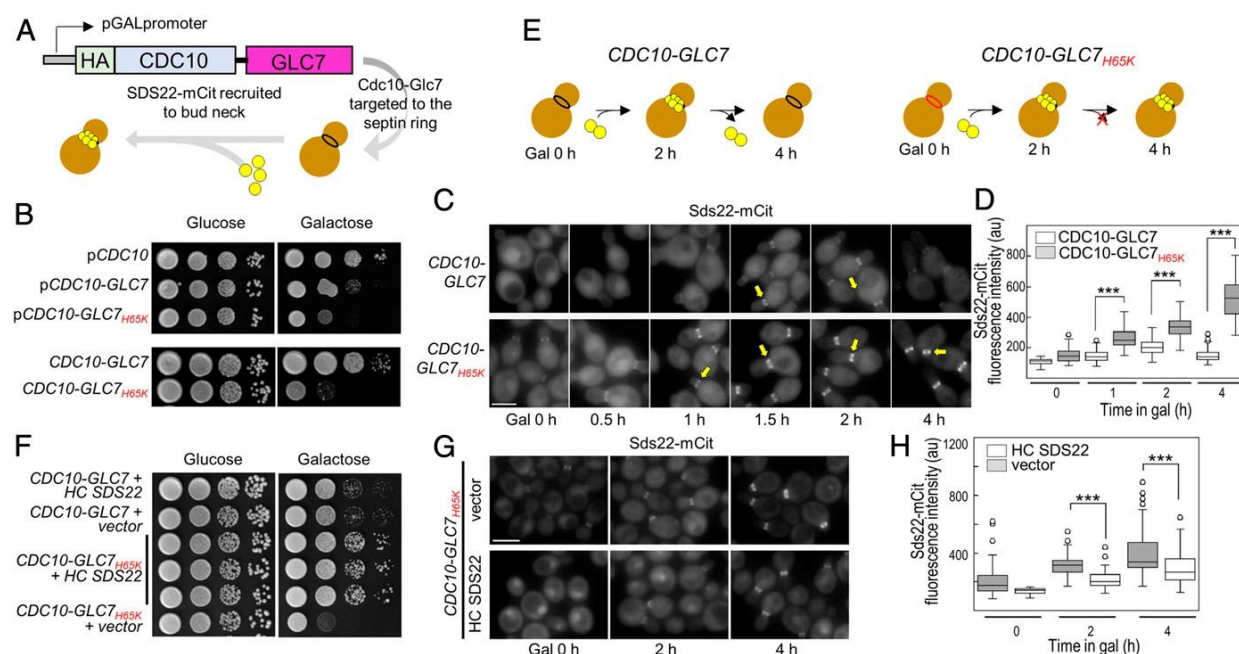 A
pGALpromoter
HA
CDC10
GLC7
SDS22-mCit recruited
to bud neck
Cdc10-Glc7
targeted to the
septin ring
B
Glucose
Galactose
pCDC10
pCDC10-GLC7
pCDC10-GLC7H65K
CDC10-GLC7
CDC10-GLC7H65K
C
Sds22-mCit
CDC10-
GLC7
CDC10-
GLC7H65K
Gal 0 h
0.5 h
1 h
1.5 h
2 h
4 h
D
Sds22-mCit
fluorescence intensity (au)
CDC10-GLC7
CDC10-GLC7H65K
***
***
***
800
600
400
200
0
1
2
4
Time in gal (h)
E
CDC10-GLC7
Gal 0 h
2 h
4 h
CDC10-GLC7H65K
Gal 0 h
2 h
4 h
F
Glucose
Galactose
CDC10-GLC7 +
HC SDS22
CDC10-GLC7 +
vector
CDC10-GLC7H65K
+ HC SDS22
CDC10-GLC7H65K
+ vector
G
Sds22-mCit
CDC10-GLC7H65K
vector
HC SDS22
Gal 0 h
2 h
4 h
H
Sds22-mCit
fluorescence intensity (au)
HC SDS22
vector
***
***
1200
800
400
0
2
4
Time in gal (h)